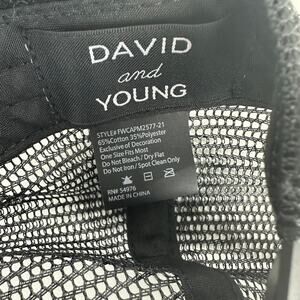 DAVID
and
YOUNG
STYLE# FWCAPM2577-21
65%Cotton 35%Polyester
Exclusive of Decoration
One Size Fits Most
Do Not Bleach / Dry Flat
Do Not Iron / Spot Clean Only
RN# 54976
MADE IN CHINA